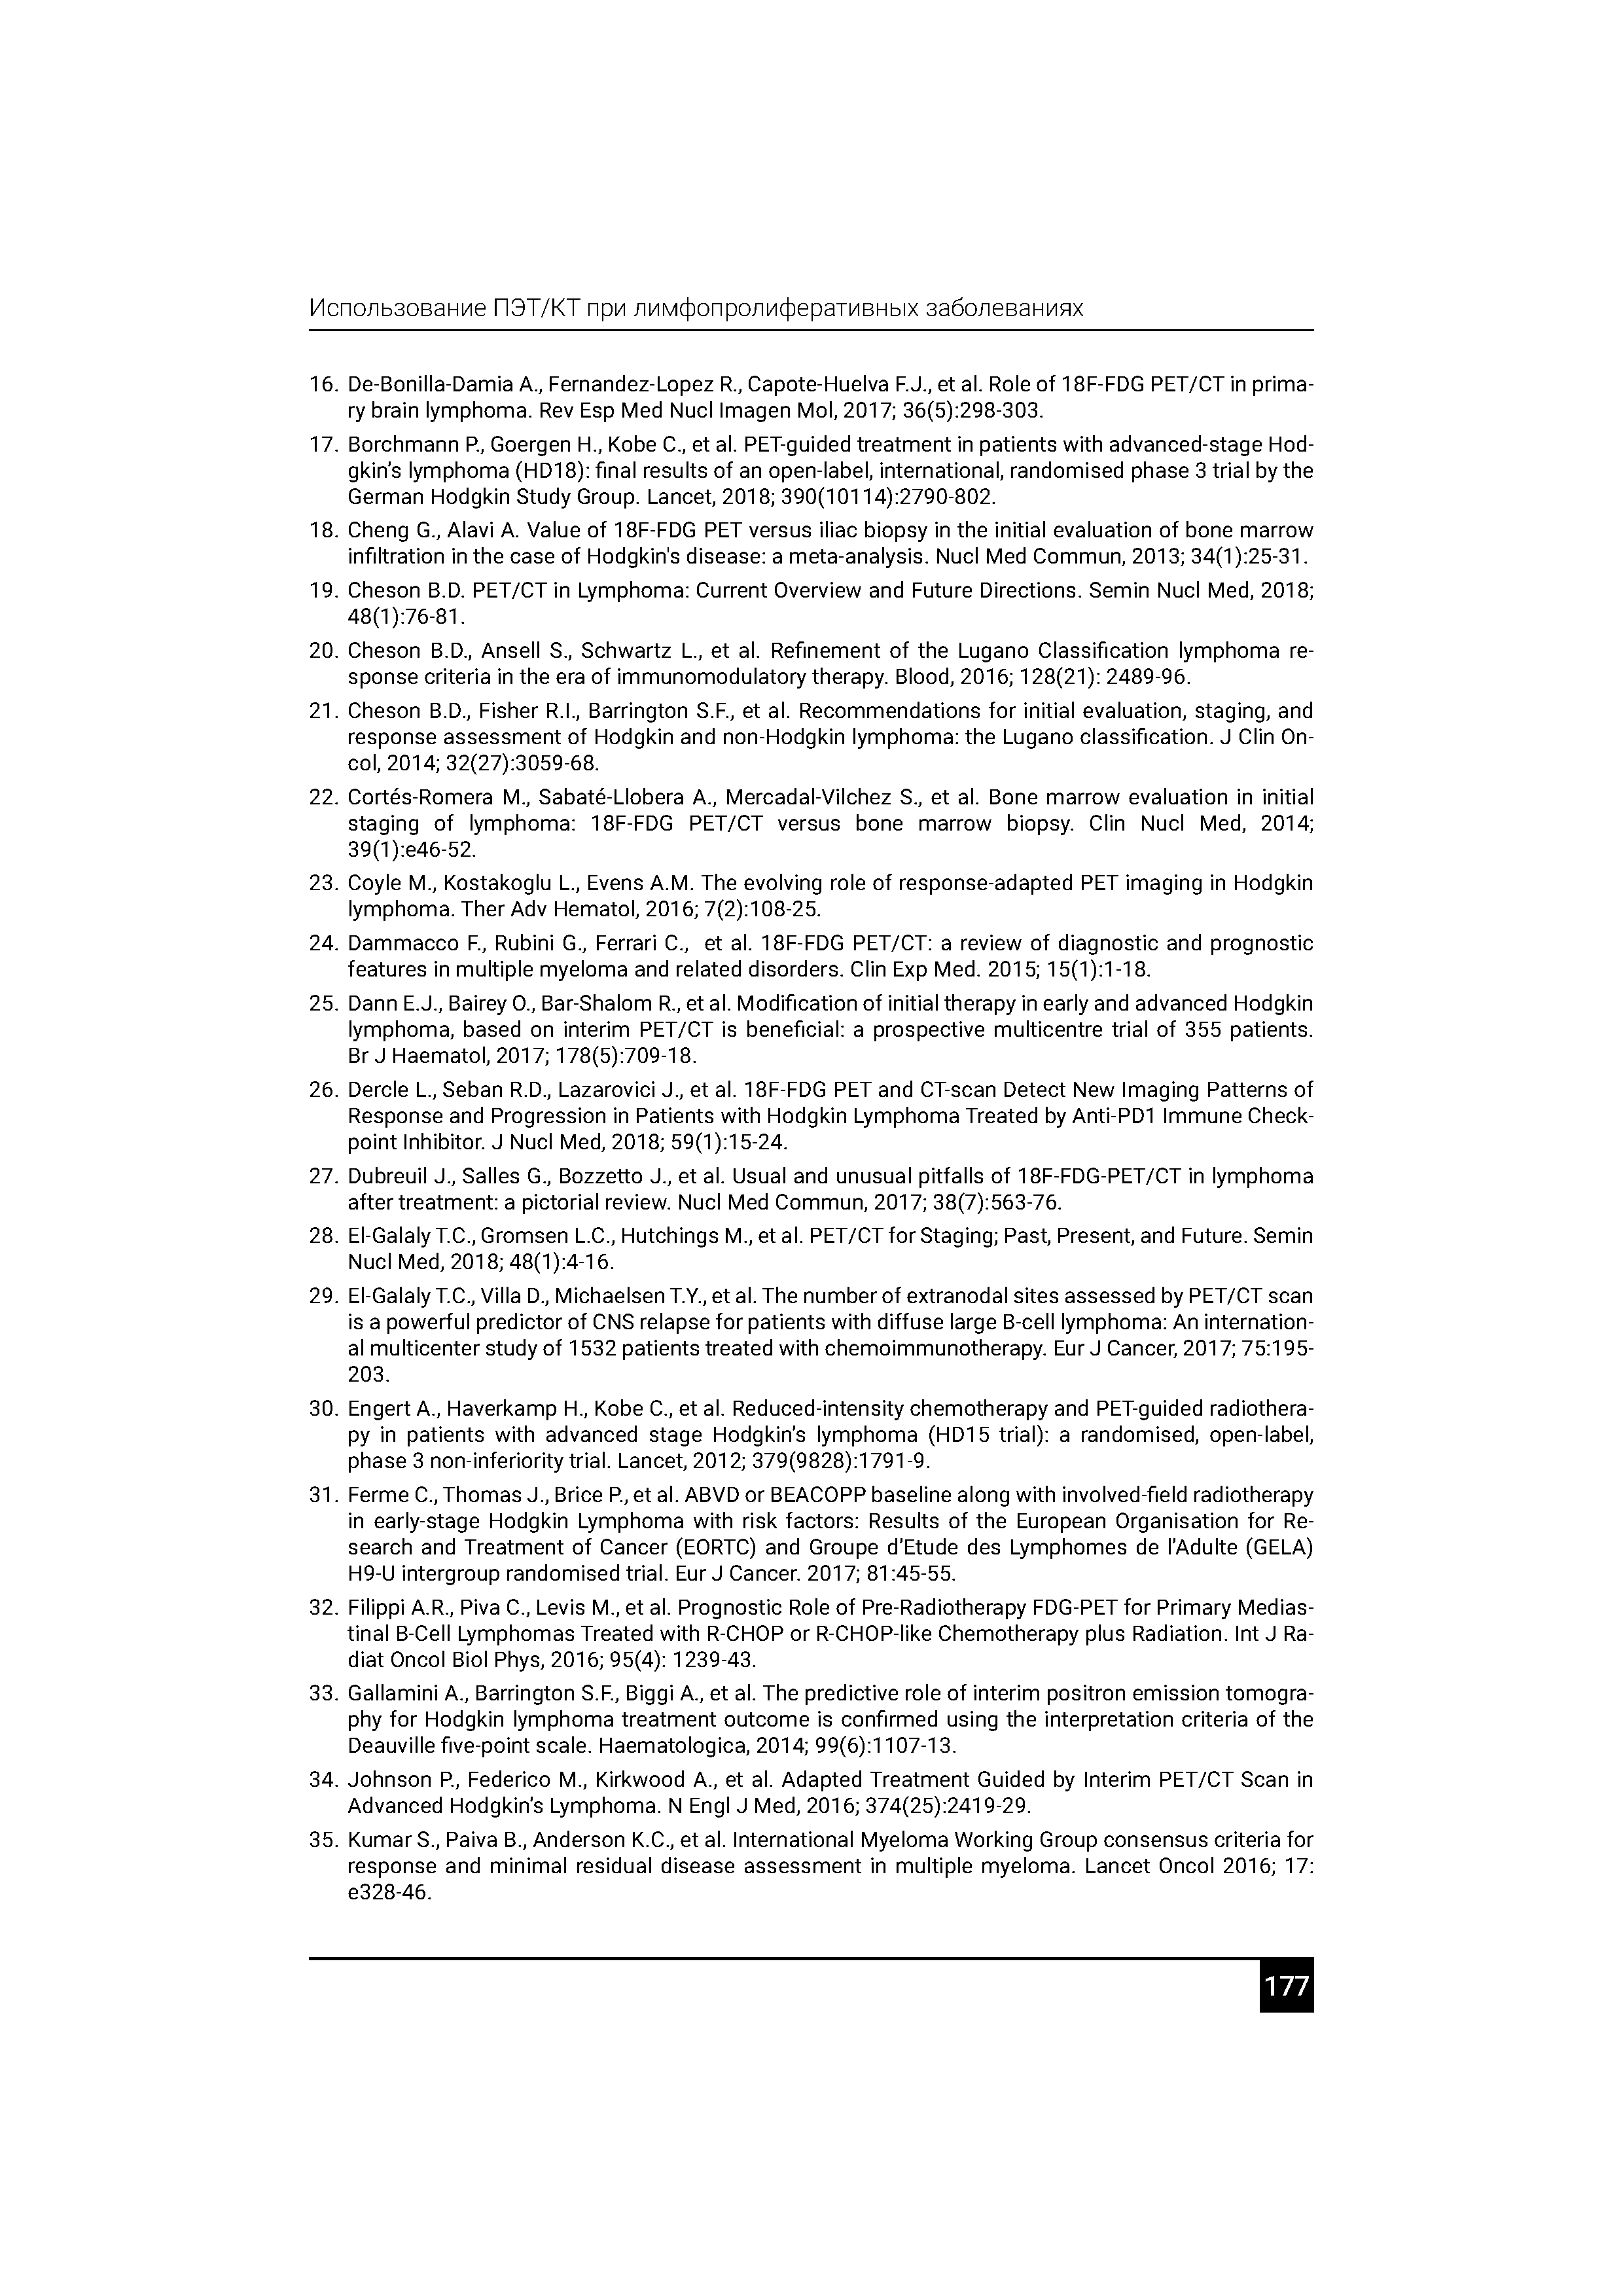 Использование ПЭТ/КТ при лимфопролиферативных заболеваниях
16. De-Bonilla-Damia A., Fernandez-Lopez R., Capote-Huelva F.J., et al. Role of 18F-FDG PET/CT in prima-
ry brain lymphoma. Rev Esp Med Nucl Imagen Mol, 2017; 36(5):298-303.
17. Borchmann P., Goergen H., Kobe C., et al. PET-guided treatment in patients with advanced-stage Hod-
gkin’s lymphoma (HD18): final results of an open-label, international, randomised phase 3 trial by the
German Hodgkin Study Group. Lancet, 2018; 390(10114):2790-802.
18. Cheng G., Alavi A. Value of 18F-FDG PET versus iliac biopsy in the initial evaluation of bone marrow
infiltration in the case of Hodgkin's disease: a meta-analysis. Nucl Med Commun, 2013; 34(1):25-31.
19. Cheson B.D. PET/CT in Lymphoma: Current Overview and Future Directions. Semin Nucl Med, 2018;
48(1):76-81.
20. Cheson B.D., Ansell S., Schwartz L., et al. Refinement of the Lugano Classification lymphoma re-
sponse criteria in the era of immunomodulatory therapy. Blood, 2016; 128(21): 2489-96.
21. Cheson B.D., Fisher R.I., Barrington S.F., et al. Recommendations for initial evaluation, staging, and
response assessment of Hodgkin and non-Hodgkin lymphoma: the Lugano classification. J Clin On-
col, 2014; 32(27):3059-68.
22. Cortés-Romera M., Sabaté-Llobera A., Mercadal-Vilchez S., et al. Bone marrow evaluation in initial
staging of lymphoma: 18F-FDG PET/CT versus bone marrow biopsy. Clin Nucl Med, 2014;
39(1):e46-52.
23. Coyle M., Kostakoglu L., Evens A.M. The evolving role of response-adapted PET imaging in Hodgkin
lymphoma. Ther Adv Hematol, 2016; 7(2):108-25.
24. Dammacco F., Rubini G., Ferrari C., et al. 18F-FDG PET/CT: a review of diagnostic and prognostic
features in multiple myeloma and related disorders. Clin Exp Med. 2015; 15(1):1-18.
25. Dann E.J., Bairey O., Bar-Shalom R., et al. Modification of initial therapy in early and advanced Hodgkin
lymphoma, based on interim PET/CT is beneficial: a prospective multicentre trial of 355 patients.
Br J Haematol, 2017; 178(5):709-18.
26. Dercle L., Seban R.D., Lazarovici J., et al. 18F-FDG PET and CT-scan Detect New Imaging Patterns of
Response and Progression in Patients with Hodgkin Lymphoma Treated by Anti-PD1 Immune Check-
point Inhibitor. J Nucl Med, 2018; 59(1):15-24.
27. Dubreuil J., Salles G., Bozzetto J., et al. Usual and unusual pitfalls of 18F-FDG-PET/CT in lymphoma
after treatment: a pictorial review. Nucl Med Commun, 2017; 38(7):563-76.
28. El-Galaly T.C., Gromsen L.C., Hutchings M., et al. PET/CT for Staging; Past, Present, and Future. Semin
Nucl Med, 2018; 48(1):4-16.
29. El-Galaly T.C., Villa D., Michaelsen T.Y., et al. The number of extranodal sites assessed by PET/CT scan
is a powerful predictor of CNS relapse for patients with diffuse large B-cell lymphoma: An internation-
al multicenter study of 1532 patients treated with chemoimmunotherapy. Eur J Cancer, 2017; 75:195-
203.
30. Engert A., Haverkamp H., Kobe C., et al. Reduced-intensity chemotherapy and PET-guided radiothera-
py in patients with advanced stage Hodgkin’s lymphoma (HD15 trial): a randomised, open-label,
phase 3 non-inferiority trial. Lancet, 2012; 379(9828):1791-9.
31. Ferme C., Thomas J., Brice P., et al. ABVD or BEACOPP baseline along with involved-field radiotherapy
in early-stage Hodgkin Lymphoma with risk factors: Results of the European Organisation for Re-
search and Treatment of Cancer (EORTC) and Groupe d’Etude des Lymphomes de l’Adulte (GELA)
H9-U intergroup randomised trial. Eur J Cancer. 2017; 81:45-55.
32. Filippi A.R., Piva C., Levis M., et al. Prognostic Role of Pre-Radiotherapy FDG-PET for Primary Medias-
tinal B-Cell Lymphomas Treated with R-CHOP or R-CHOP-like Chemotherapy plus Radiation. Int J Ra-
diat Oncol Biol Phys, 2016; 95(4): 1239-43.
33. Gallamini A., Barrington S.F., Biggi A., et al. The predictive role of interim positron emission tomogra-
phy for Hodgkin lymphoma treatment outcome is confirmed using the interpretation criteria of the
Deauville five-point scale. Haematologica, 2014; 99(6):1107-13.
34. Johnson P., Federico M., Kirkwood A., et al. Adapted Treatment Guided by Interim PET/CT Scan in
Advanced Hodgkin’s Lymphoma. N Engl J Med, 2016; 374(25):2419-29.
35. Kumar S., Paiva B., Anderson K.C., et al. International Myeloma Working Group consensus criteria for
response and minimal residual disease assessment in multiple myeloma. Lancet Oncol 2016; 17:
e328-46.
177